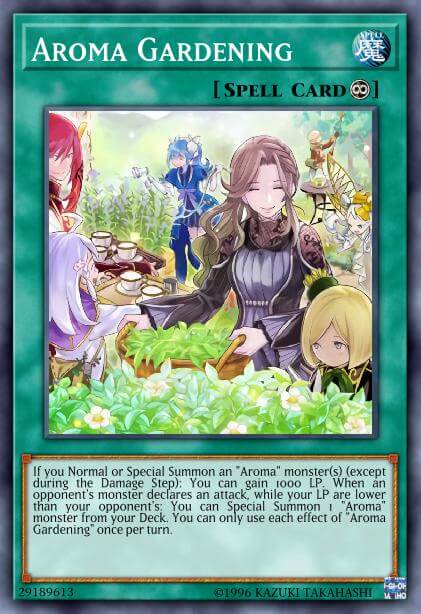 AROMA GARDENING
SPELL
魔
[SPELL CARD]
If you Normal or Special Summon an "Aroma" monster(s) (except
during the Damage Step): You can gain 1000 LP. When an
opponent's monster declares an attack, while your LP are lower
than your opponent's: You can Special Summon 1 "Aroma"
monster from your Deck. You can only use each effect of "Aroma
Gardening" once per turn.
29189613
©1996 KAZUKI TAKAHASHI